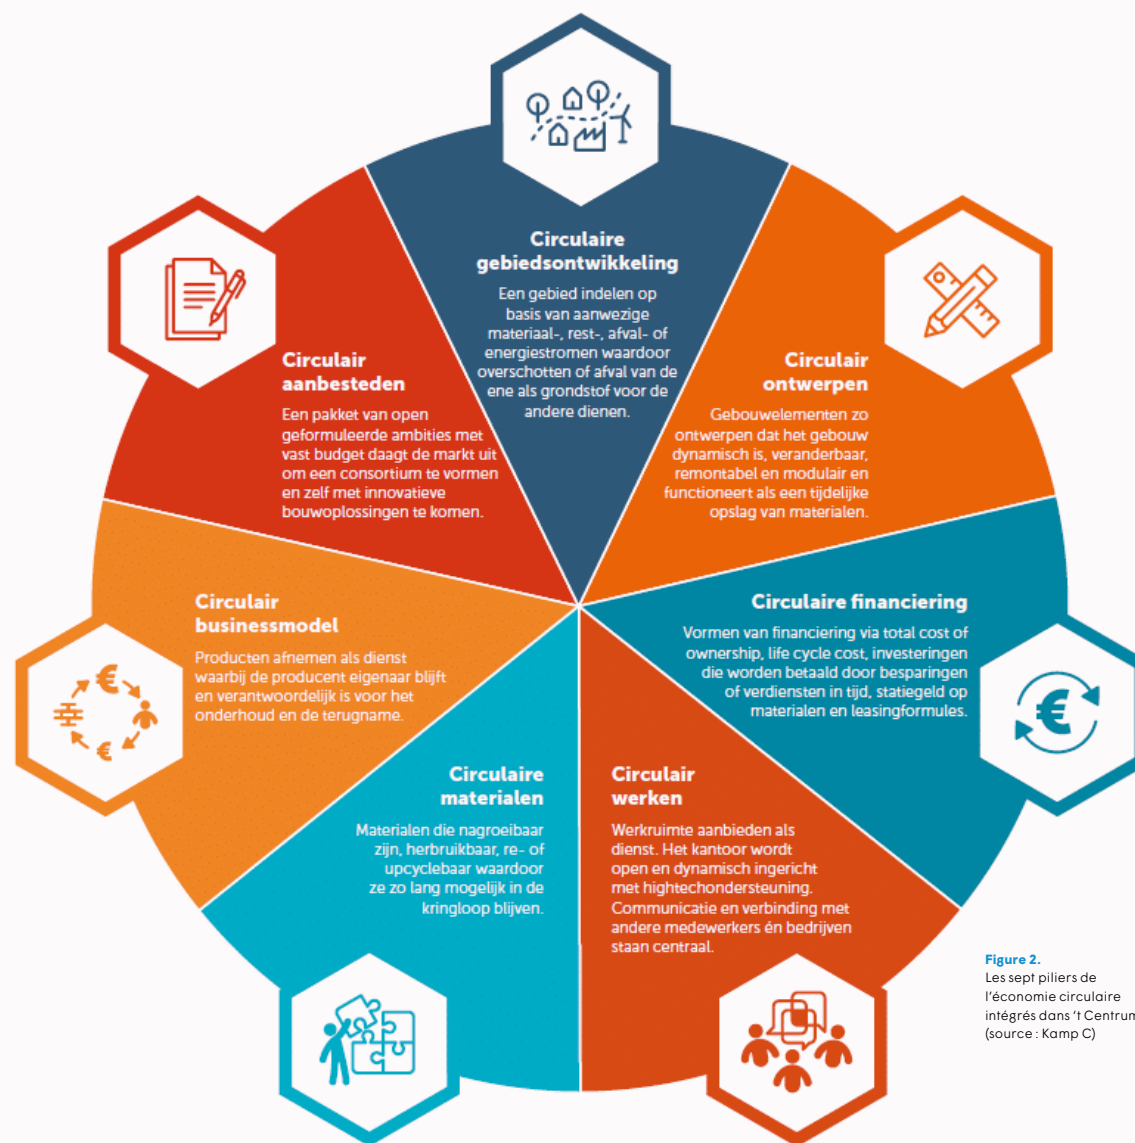 Circulaire
gebiedsontwikkeling
Een gebied indelen op
basis van aanwezige
materiaal-, rest-, afval- of
energiestromen waardoor
overschotten of afval van de
ene als grondstof voor de
andere dienen.
Circulair
ontwerpen
Gebouwelementen zo
ontwerpen dat het gebouw
dynamisch is, veranderbaar,
remontabel en modulair en
functioneert als een tijdelijke
opslag van materialen.
Circulaire financiering
Vormen van financiering via total cost of
ownership, life cycle cost, investeringen
die worden betaald door besparingen
of verdiensten in tijd, statiegeld op
materialen en leasingformules.
€
Circulair
werken
Werkruimte aanbieden als
dienst. Het kantoor wordt
open en dynamisch ingericht
met hightechondersteuning.
Communicatie en verbinding met
andere medewerkers én bedrijven
staan centraal.
Circulaire
materialen
Materialen die nagroeibaar
zijn, herbruikbaar, re- of
upcyclebaar waardoor
ze zo lang mogelijk in de
kringloop blijven.
Circulair
businessmodel
Producten afnemen als dienst
waarbij de producent eigenaar blijft
en verantwoordelijk is voor het
onderhoud en de terugname.
€
€
Circulair
aanbesteden
Een pakket van open
geformuleerde ambities met
vast budget daagt de markt uit
om een consortium te vormen
en zelf met innovatieve
bouwoplossingen te komen.
Figure 2.
Les sept piliers de
l'économie circulaire
intégrés dans 't Centrum
(source : Kamp C)